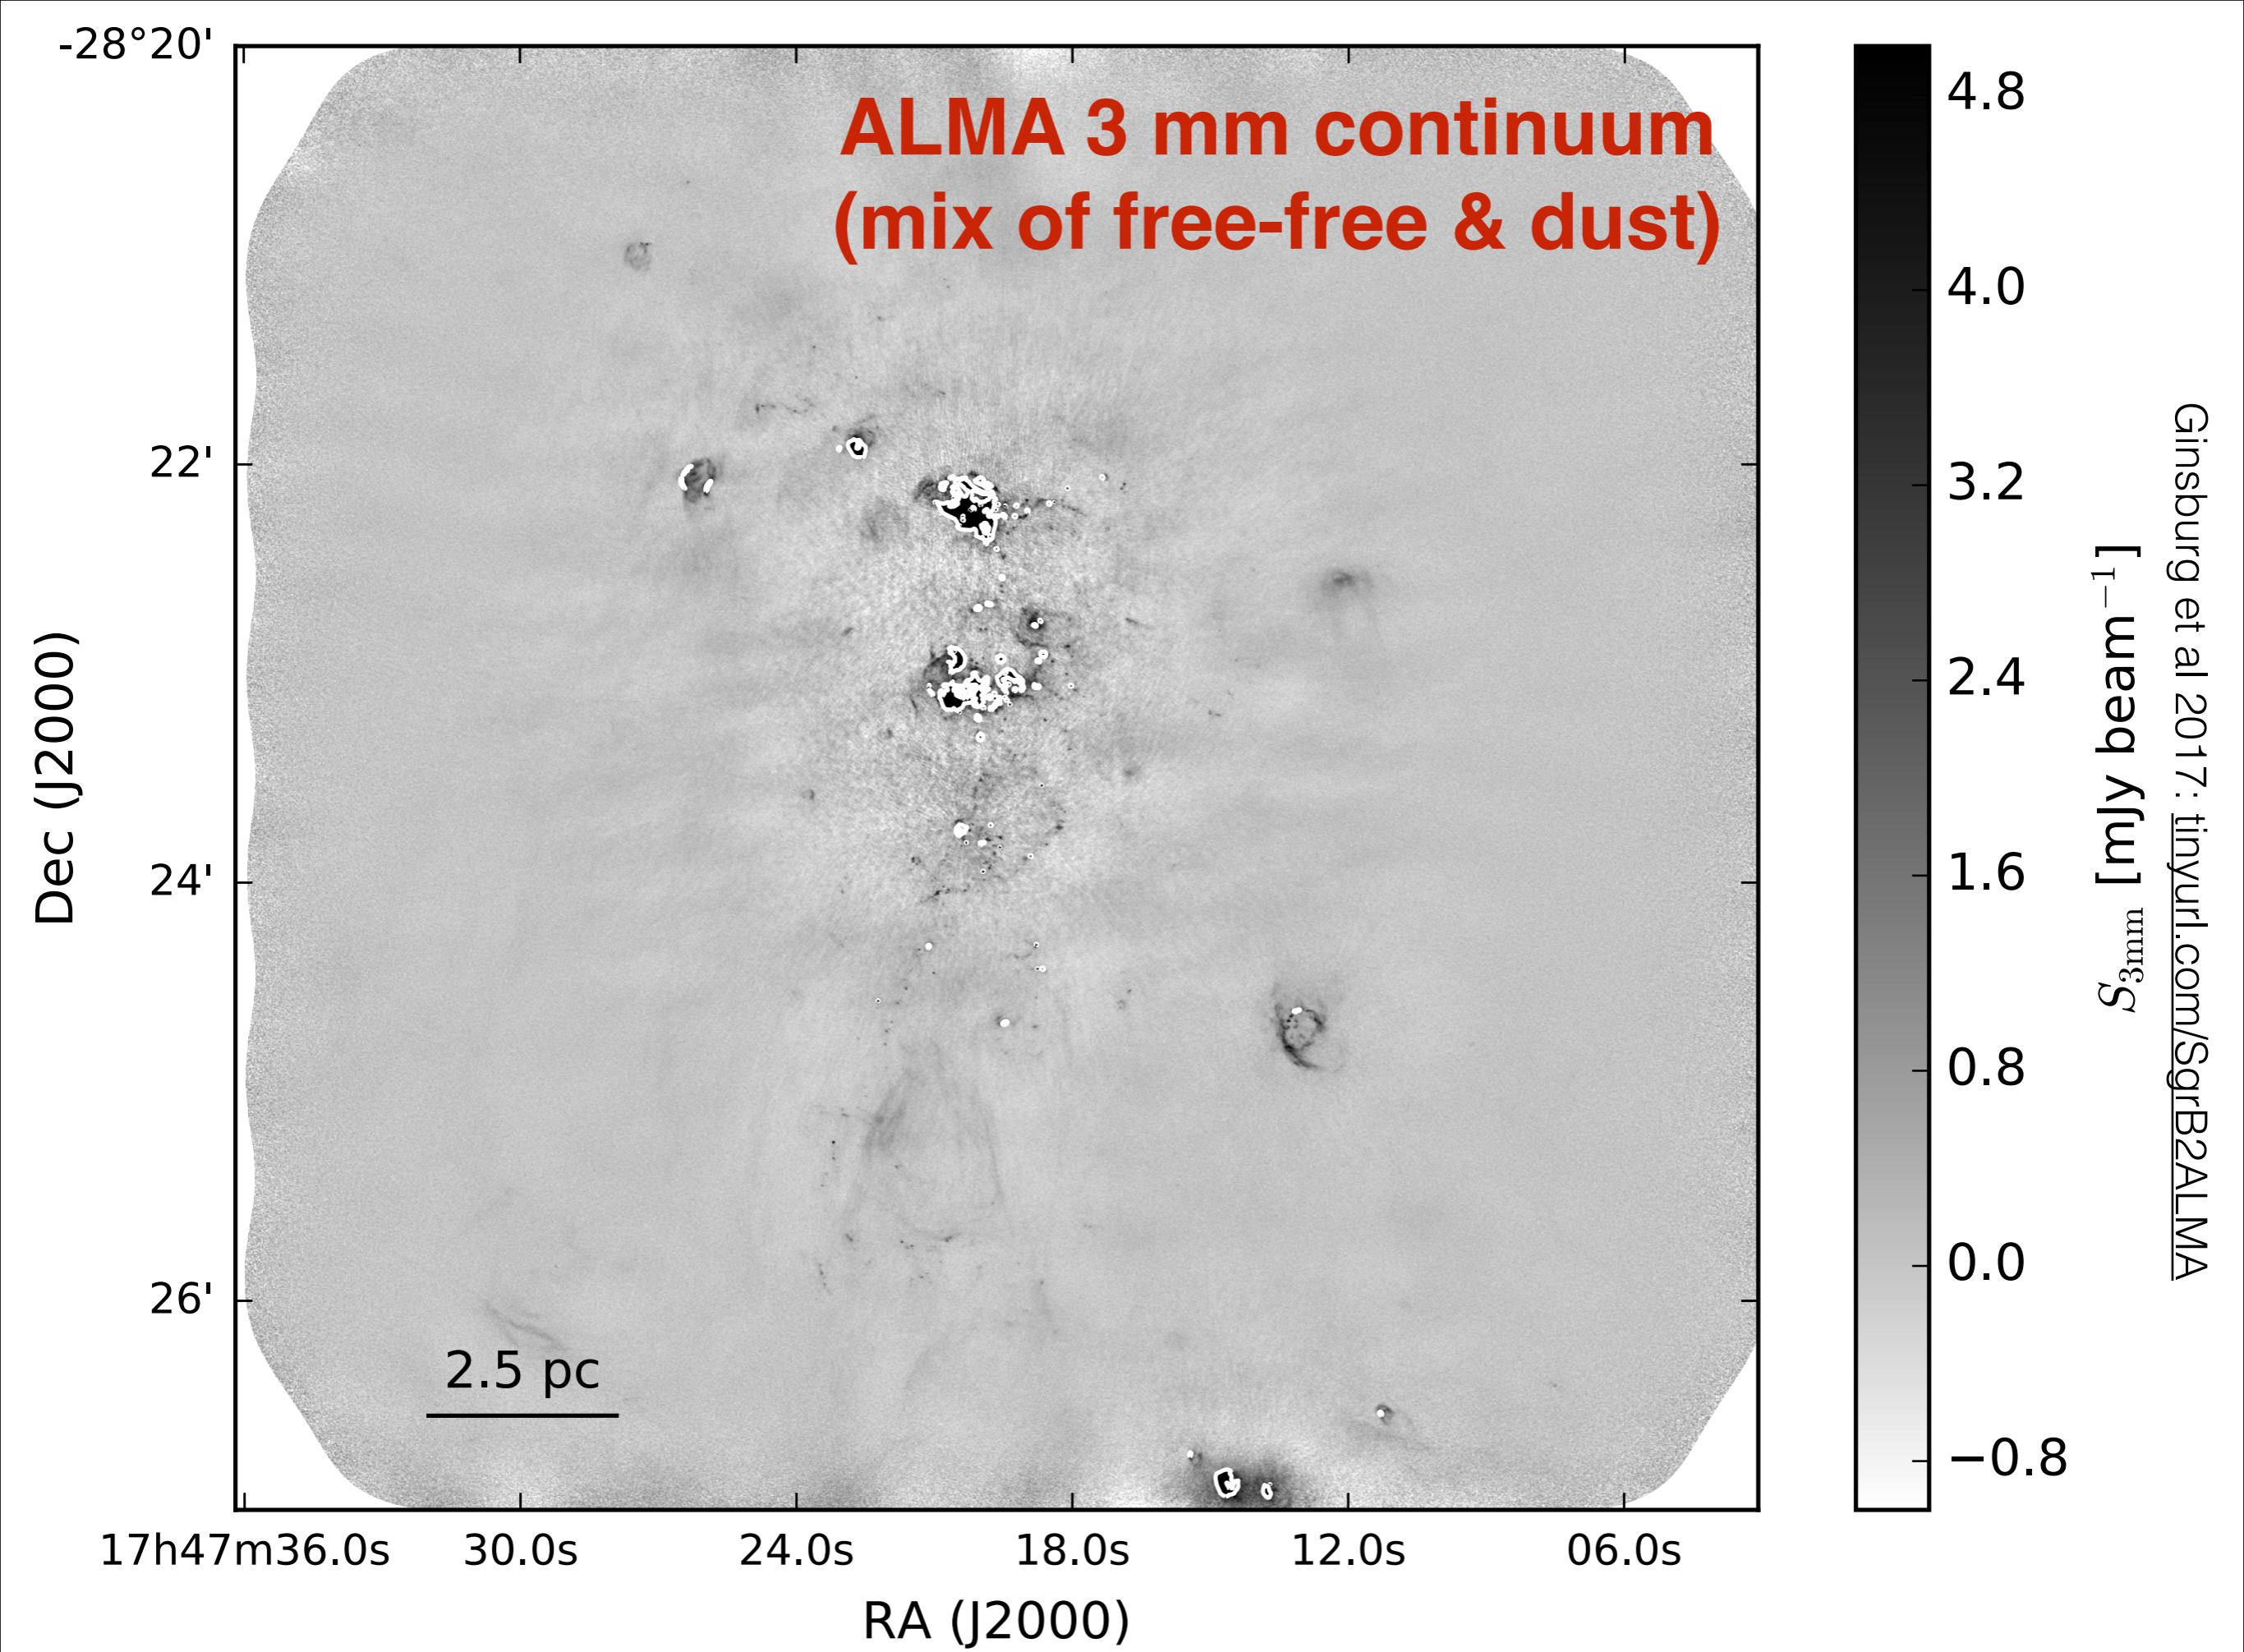 ALMA 3 mm continuum
(mix of free-free & dust)
-28°20'
22'
24'
26'
Dec (J2000)
2.5 pc
17h47m36.0s 30.0s 24.0s 18.0s 12.0s 06.0s
RA (J2000)
4.8
4.0
3.2
2.4
1.6
0.8
0.0
−0.8
S3mm [mJy beam−1]
Ginsburg et al 2017: tinyurl.com/SgrB2ALMA